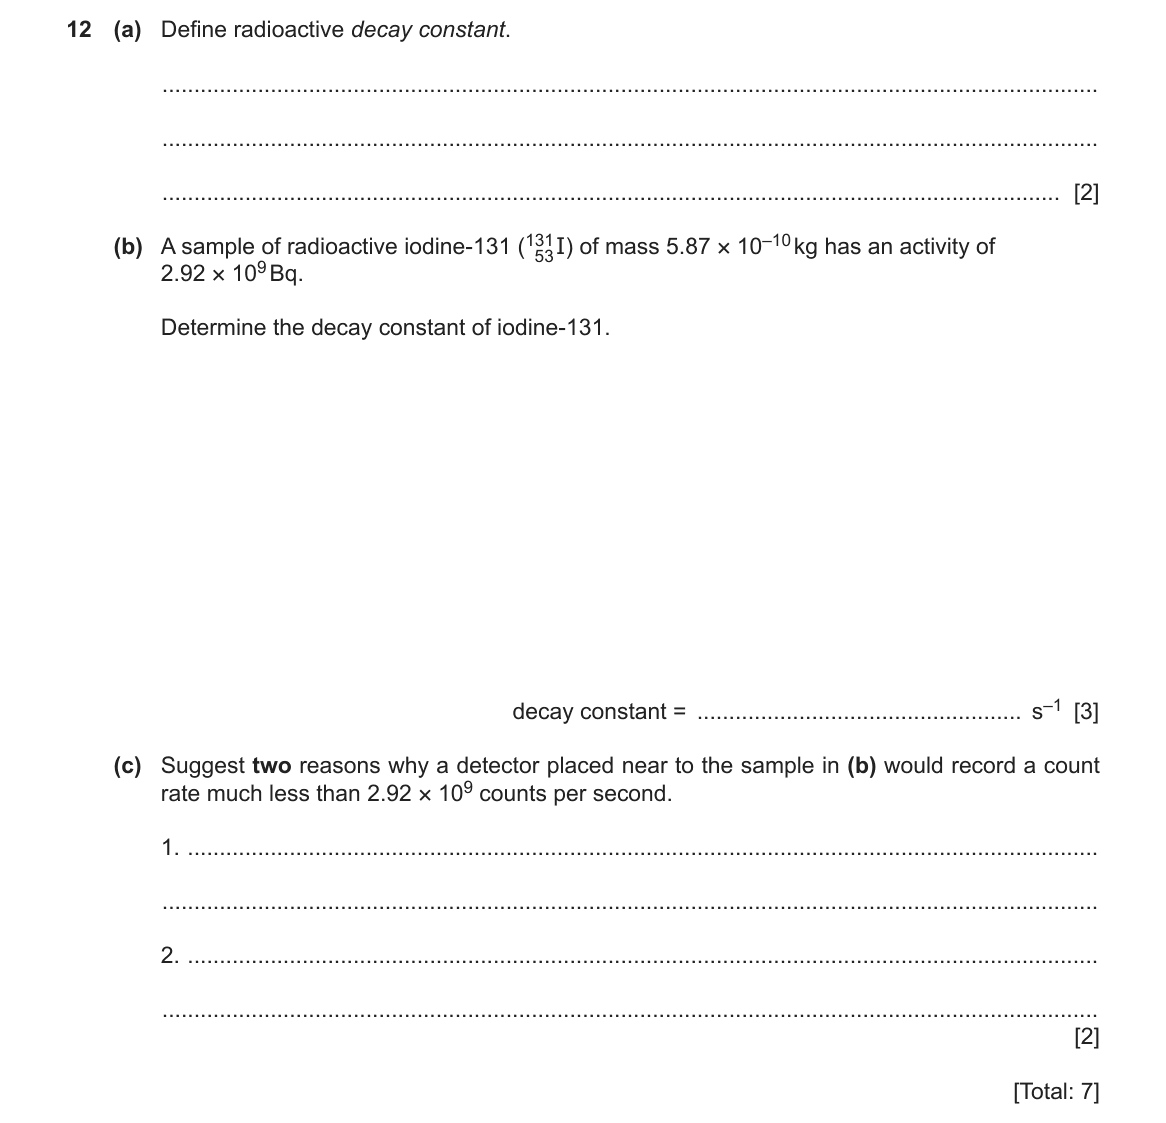 12 (a) Define radioactive decay constant.
..........................................................................................................................................
..........................................................................................................................................
..................................................................................................................................... [2]
(b) A sample of radioactive iodine-131 (¹³¹₅₃I) of mass 5.87 × 10⁻¹⁰ kg has an activity of
2.92 × 10⁹ Bq.
Determine the decay constant of iodine-131.
decay constant = .................................................. s⁻¹ [3]
(c) Suggest two reasons why a detector placed near to the sample in (b) would record a count
rate much less than 2.92 × 10⁹ counts per second.
1. ......................................................................................................................................
..........................................................................................................................................
2. ......................................................................................................................................
..........................................................................................................................................
[2]
[Total: 7]